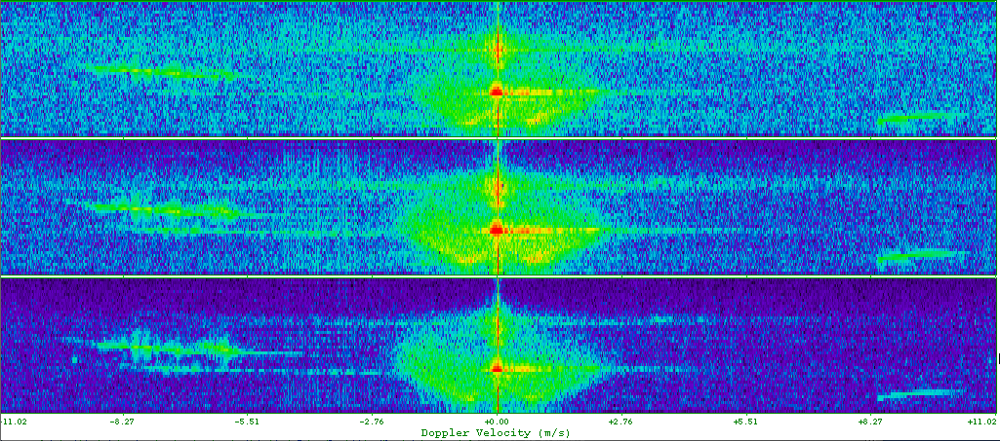 -11.02 -8.27 -5.51 -2.76 +0.00 +2.76 +5.51 +8.27 +11.02
Doppler Velocity (m/s)